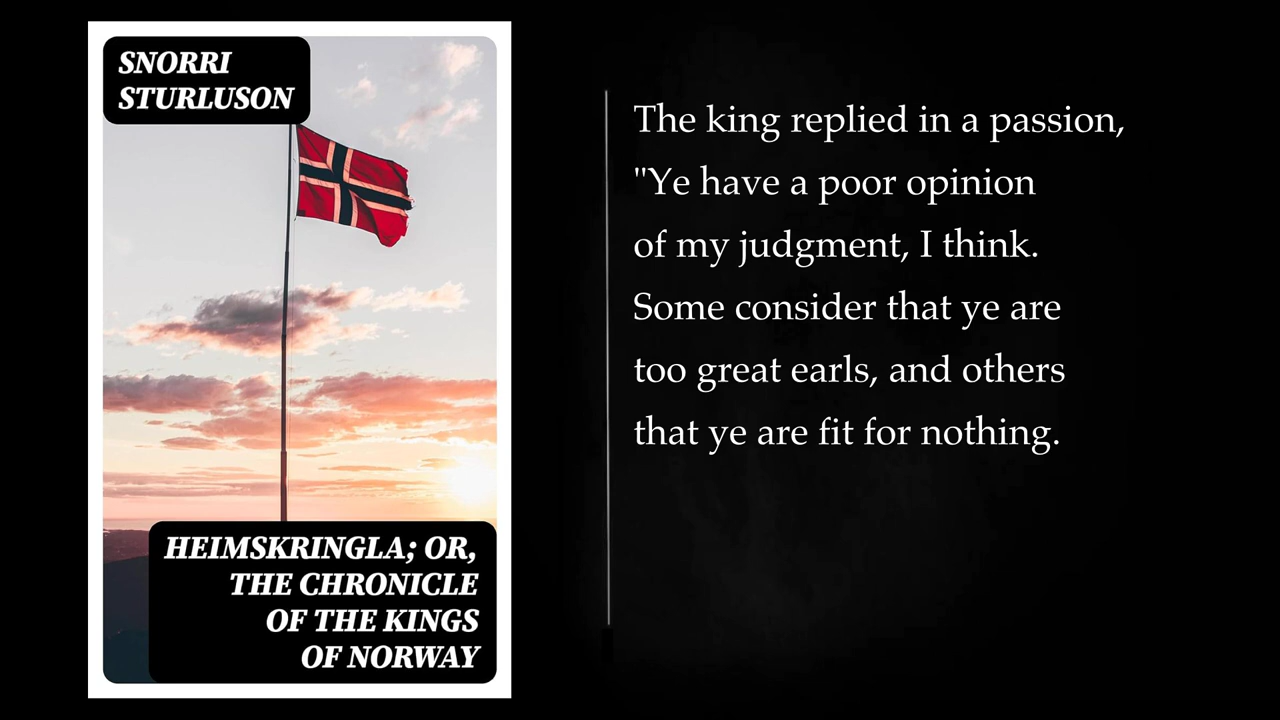 SNORRI
STURLUSON
HEIMSKRINGLA; OR,
THE CHRONICLE
OF THE KINGS
OF NORWAY
The king replied in a passion,
"Ye have a poor opinion
of my judgment, I think.
Some consider that ye are
too great earls, and others
that ye are fit for nothing.